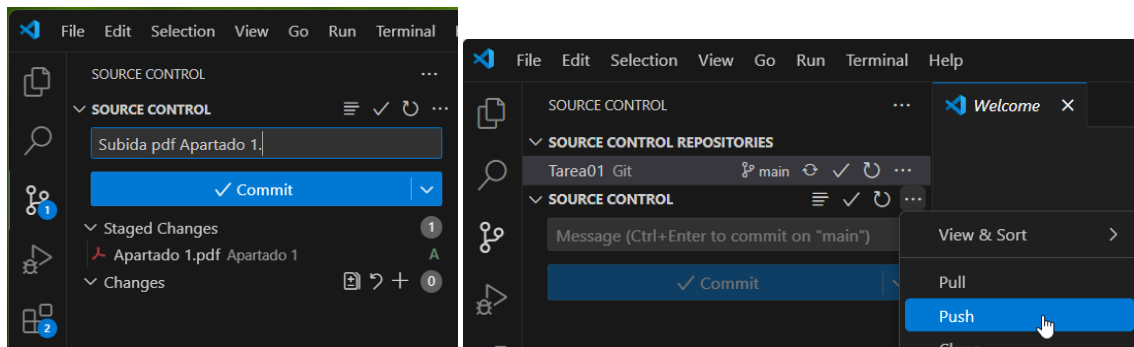 File Edit Selection View Go Run Terminal
SOURCE CONTROL
SOURCE CONTROL
Subida pdf Apartado 1.
Commit
Staged Changes 1
Apartado 1.pdf Apartado 1 A
Changes 0
1
2
File Edit Selection View Go Run Terminal Help
SOURCE CONTROL
Welcome
SOURCE CONTROL REPOSITORIES
Tarea01 Git main
SOURCE CONTROL
Message (Ctrl+Enter to commit on "main")
Commit
View & Sort
Pull
Push